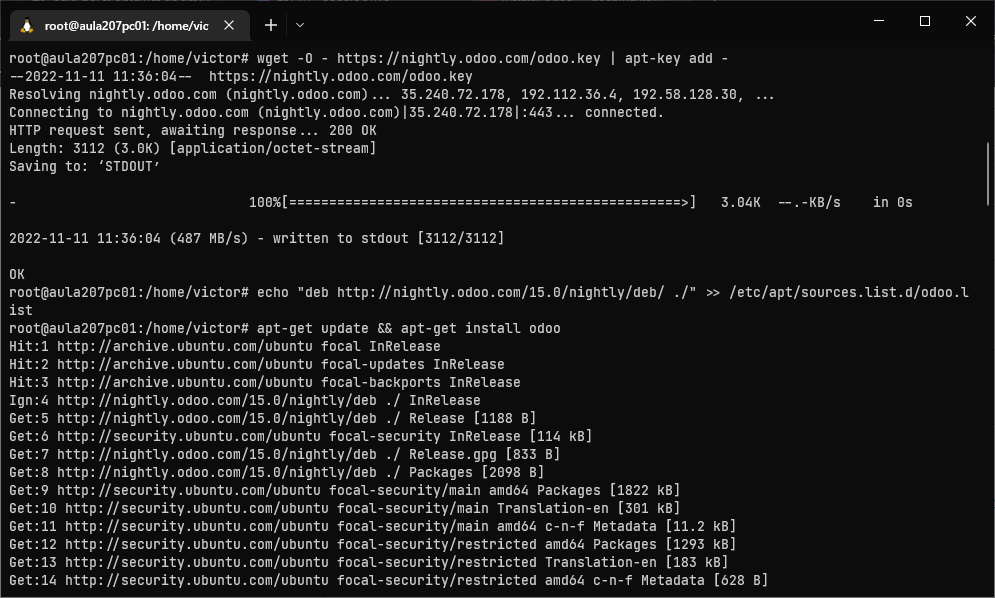 root@aula207pc01: /home/vic
root@aula207pc01:/home/victor# wget -O - https://nightly.odoo.com/odoo.key | apt-key add -
--2022-11-11 11:36:04--  https://nightly.odoo.com/odoo.key
Resolving nightly.odoo.com (nightly.odoo.com)... 35.240.72.178, 192.112.36.4, 192.58.128.30, ...
Connecting to nightly.odoo.com (nightly.odoo.com)|35.240.72.178|:443... connected.
HTTP request sent, awaiting response... 200 OK
Length: 3112 (3.0K) [application/octet-stream]
Saving to: ‘STDOUT’
-                             100%[=================================================>]   3.04K  --.-KB/s    in 0s
2022-11-11 11:36:04 (487 MB/s) - written to stdout [3112/3112]
OK
root@aula207pc01:/home/victor# echo "deb http://nightly.odoo.com/15.0/nightly/deb/ ./" >> /etc/apt/sources.list.d/odoo.l
ist
root@aula207pc01:/home/victor# apt-get update && apt-get install odoo
Hit:1 http://archive.ubuntu.com/ubuntu focal InRelease
Hit:2 http://archive.ubuntu.com/ubuntu focal-updates InRelease
Hit:3 http://archive.ubuntu.com/ubuntu focal-backports InRelease
Ign:4 http://nightly.odoo.com/15.0/nightly/deb ./ InRelease
Get:5 http://nightly.odoo.com/15.0/nightly/deb ./ Release [1188 B]
Get:6 http://security.ubuntu.com/ubuntu focal-security InRelease [114 kB]
Get:7 http://nightly.odoo.com/15.0/nightly/deb ./ Release.gpg [833 B]
Get:8 http://nightly.odoo.com/15.0/nightly/deb ./ Packages [2098 B]
Get:9 http://security.ubuntu.com/ubuntu focal-security/main amd64 Packages [1822 kB]
Get:10 http://security.ubuntu.com/ubuntu focal-security/main Translation-en [301 kB]
Get:11 http://security.ubuntu.com/ubuntu focal-security/main amd64 c-n-f Metadata [11.2 kB]
Get:12 http://security.ubuntu.com/ubuntu focal-security/restricted amd64 Packages [1293 kB]
Get:13 http://security.ubuntu.com/ubuntu focal-security/restricted Translation-en [183 kB]
Get:14 http://security.ubuntu.com/ubuntu focal-security/restricted amd64 c-n-f Metadata [628 B]